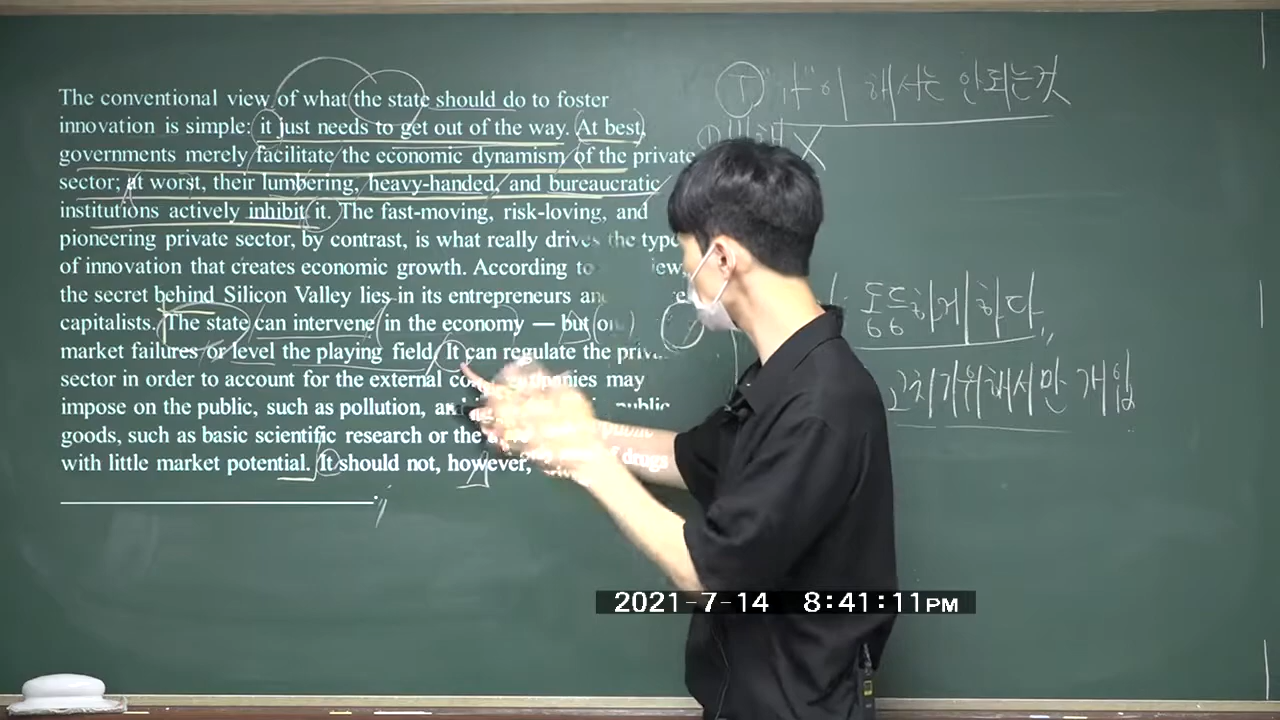 The conventional view of what the state should do to foster
innovation is simple: it just needs to get out of the way. At best,
governments merely facilitate the economic dynamism of the private
sector; at worst, their lumbering, heavy-handed, and bureaucratic
institutions actively inhibit it. The fast-moving, risk-loving, and
pioneering private sector, by contrast, is what really drives the type
of innovation that creates economic growth. According to
the secret behind Silicon Valley lies in its entrepreneurs
capitalists. The state can intervene in the economy — but
market failures or level the playing field. It can regulate the
sector in order to account for the external companies may
impose on the public, such as pollution, public
goods, such as basic scientific research or the
with little market potential. It should not, however,
of drugs
"나"이 해서는 안되는것
X
동등하게 하다
고치기위해서만 개입
2021-7-14 8:41:11PM